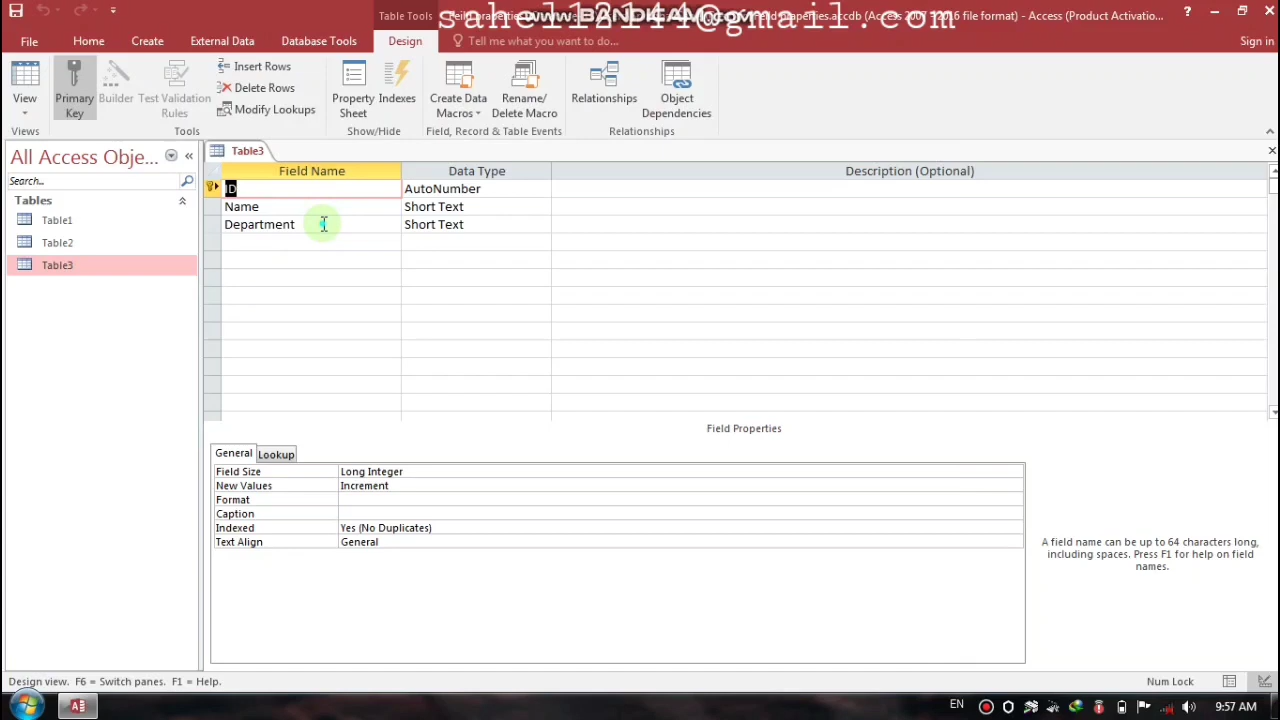 sahel12144@gmail.com
Table Tools
File
Home
Create
External Data
Database Tools
Design
Tell me what you want to do...
Sign in
View
Primary Key
Builder
Test Validation Rules
Insert Rows
Delete Rows
Modify Lookups
Property Sheet
Indexes
Create Data Macros
Rename/ Delete Macro
Relationships
Object Dependencies
Views
Tools
Show/Hide
Field, Record & Table Events
Relationships
All Access Obje...
Search...
Tables
Table1
Table2
Table3
Table3
Field Name
Data Type
Description (Optional)
ID
AutoNumber
Name
Short Text
Department
Short Text
Field Properties
General
Lookup
Field Size
Long Integer
New Values
Increment
Format
Caption
Indexed
Yes (No Duplicates)
Text Align
General
A field name can be up to 64 characters long,
including spaces. Press F1 for help on field
names.
Design view. F6 = Switch panes. F1 = Help.
Num Lock
EN
9:57 AM